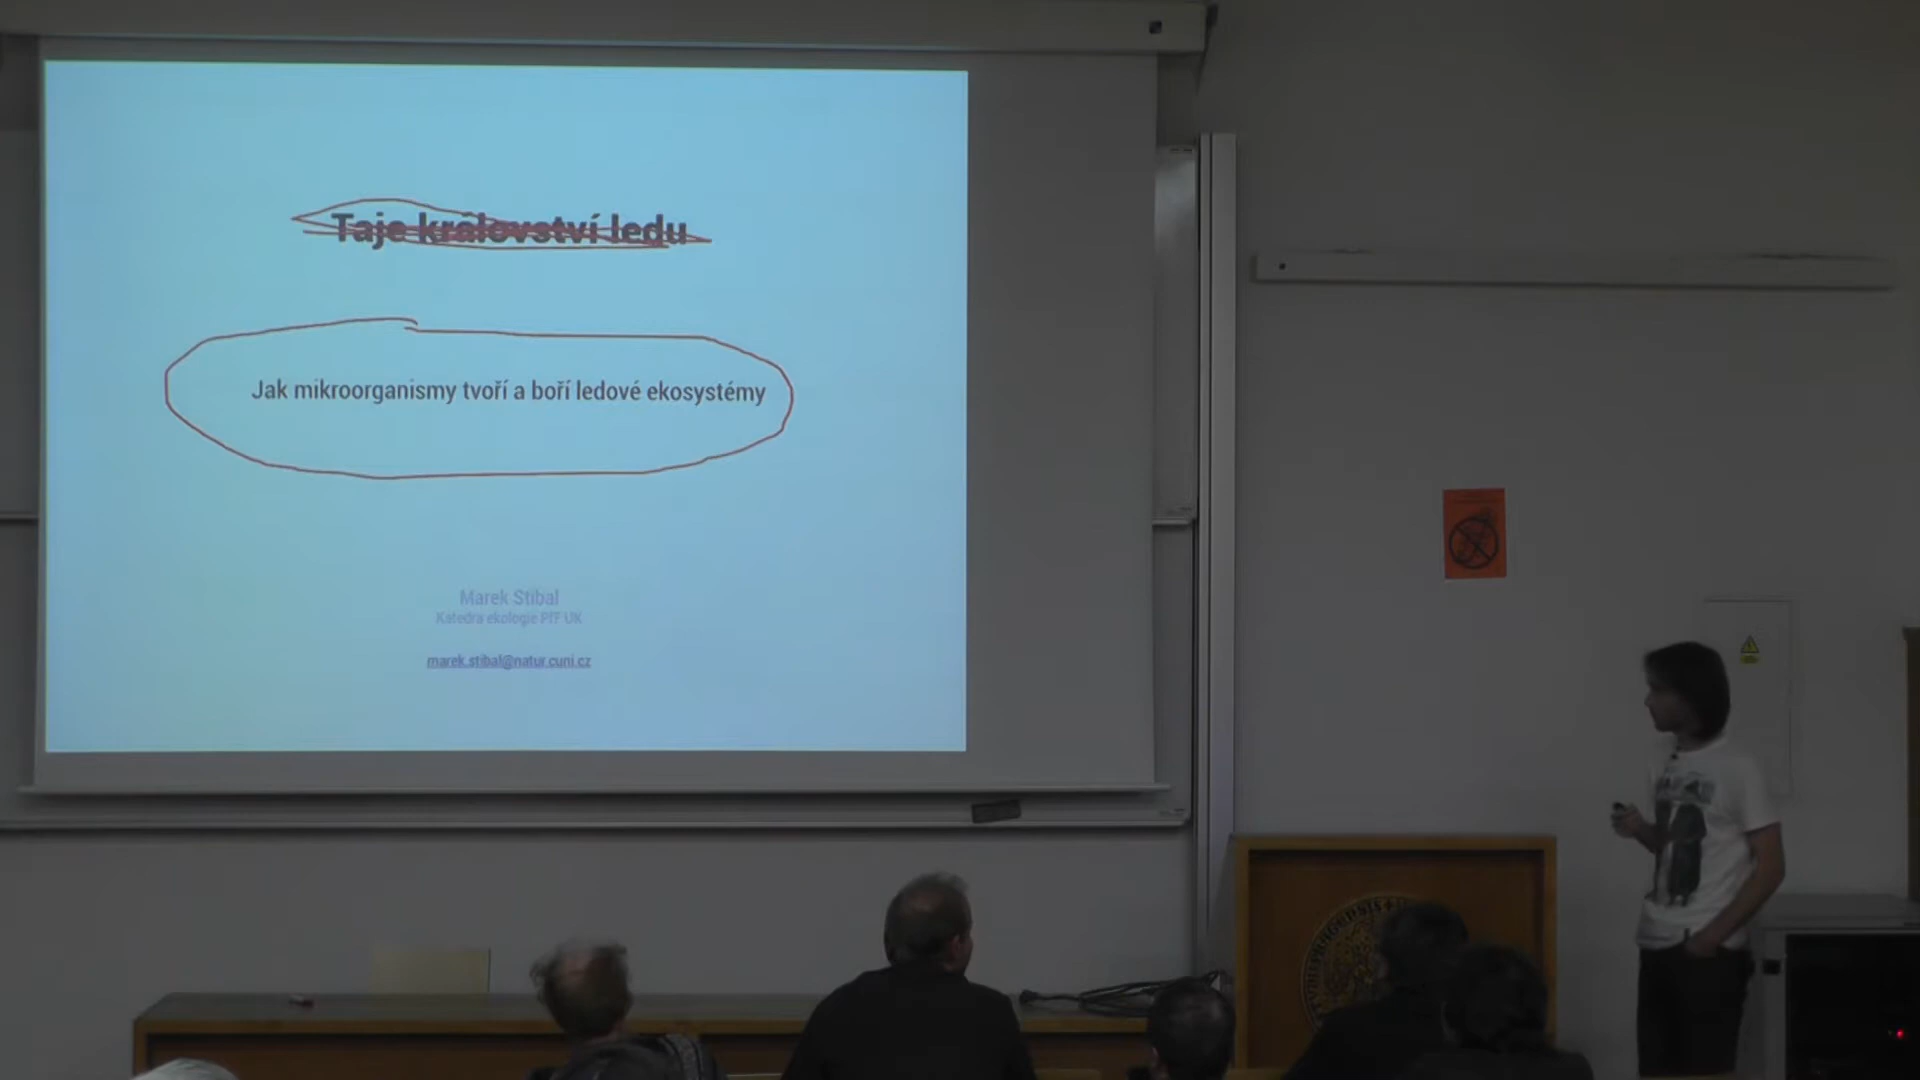 Taje království ledu
Jak mikroorganismy tvoří a boří ledové ekosystémy
Marek Stibal
Katedra ekologie PřF UK
marek.stibal@natur.cuni.cz